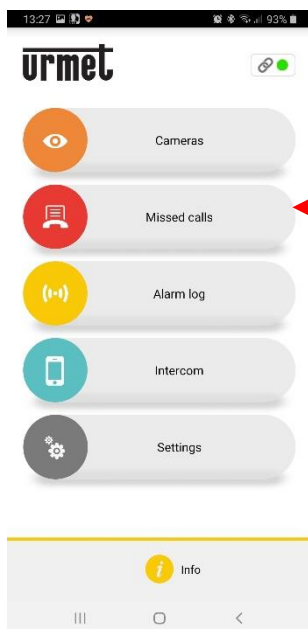 13:27 93%
urmet
Cameras
Missed calls
Alarm log
Intercom
Settings
i Info